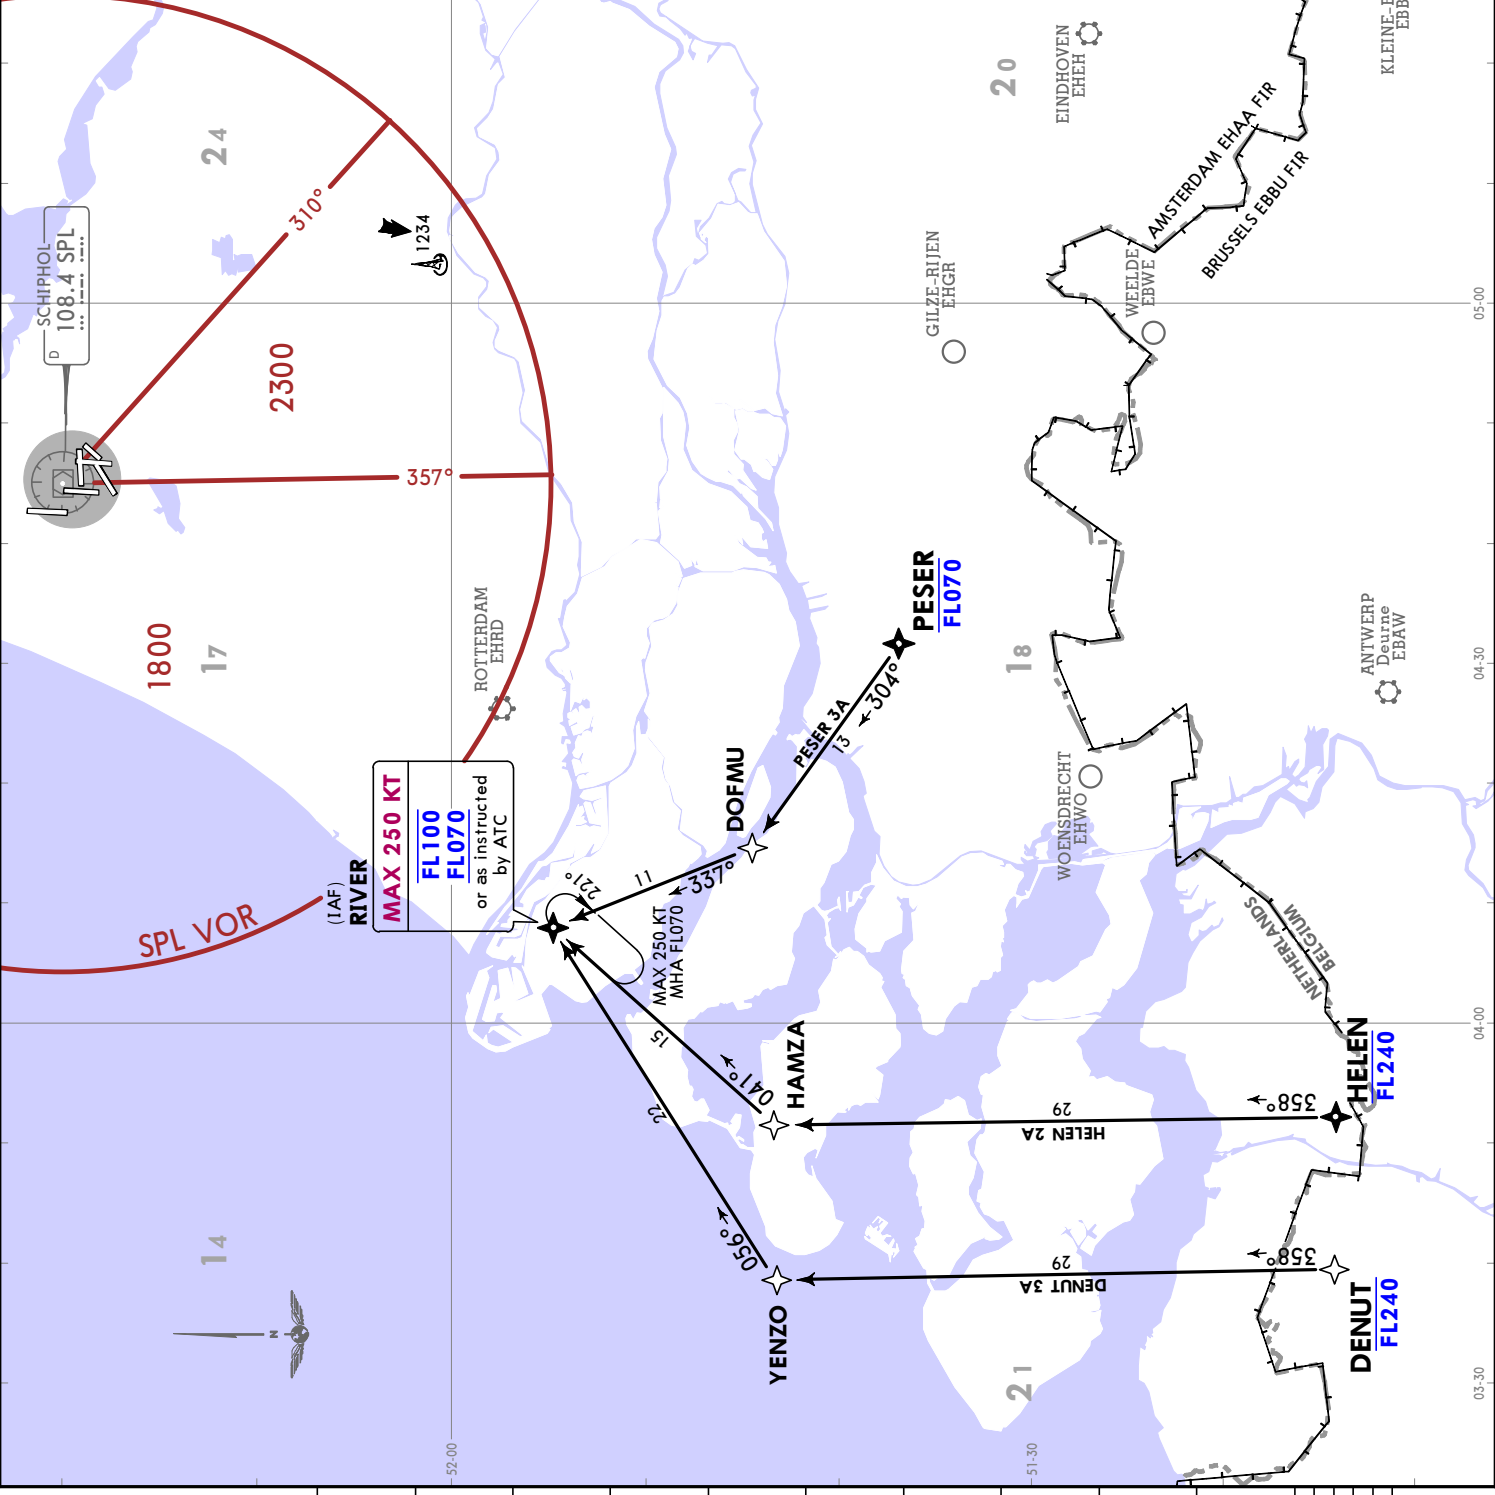 SCHIPHOL
D
108.4 SPL
24
310°
1234
2300
357°
1800
17
ROTTERDAM
EHRD
20
EINDHOVEN
EHEH
KLEINE-B
EBB
AMSTERDAM EHAA FIR
BRUSSELS EBBU FIR
GILZE-RIJEN
EHGR
WEELDE
EBWE
05-00
PESER
FL070
304°
PESER 3A
13
18
ANTWERP
Deurne
EBAW
04-30
WOENSDRECHT
EHWO
DOFMU
337°
11
221°
(IAF)
RIVER
MAX 250 KT
FL100
FL070
or as instructed
by ATC
SPL VOR
MAX 250 KT
MHA FL070
15
22
HAMZA
041°
NETHERLANDS
BELGIUM
04-00
HELEN
FL240
358°
29
HELEN 2A
14
N
056°
YENZO
29
DENUT 3A
358°
DENUT
FL240
21
52-00
51-30
03-30